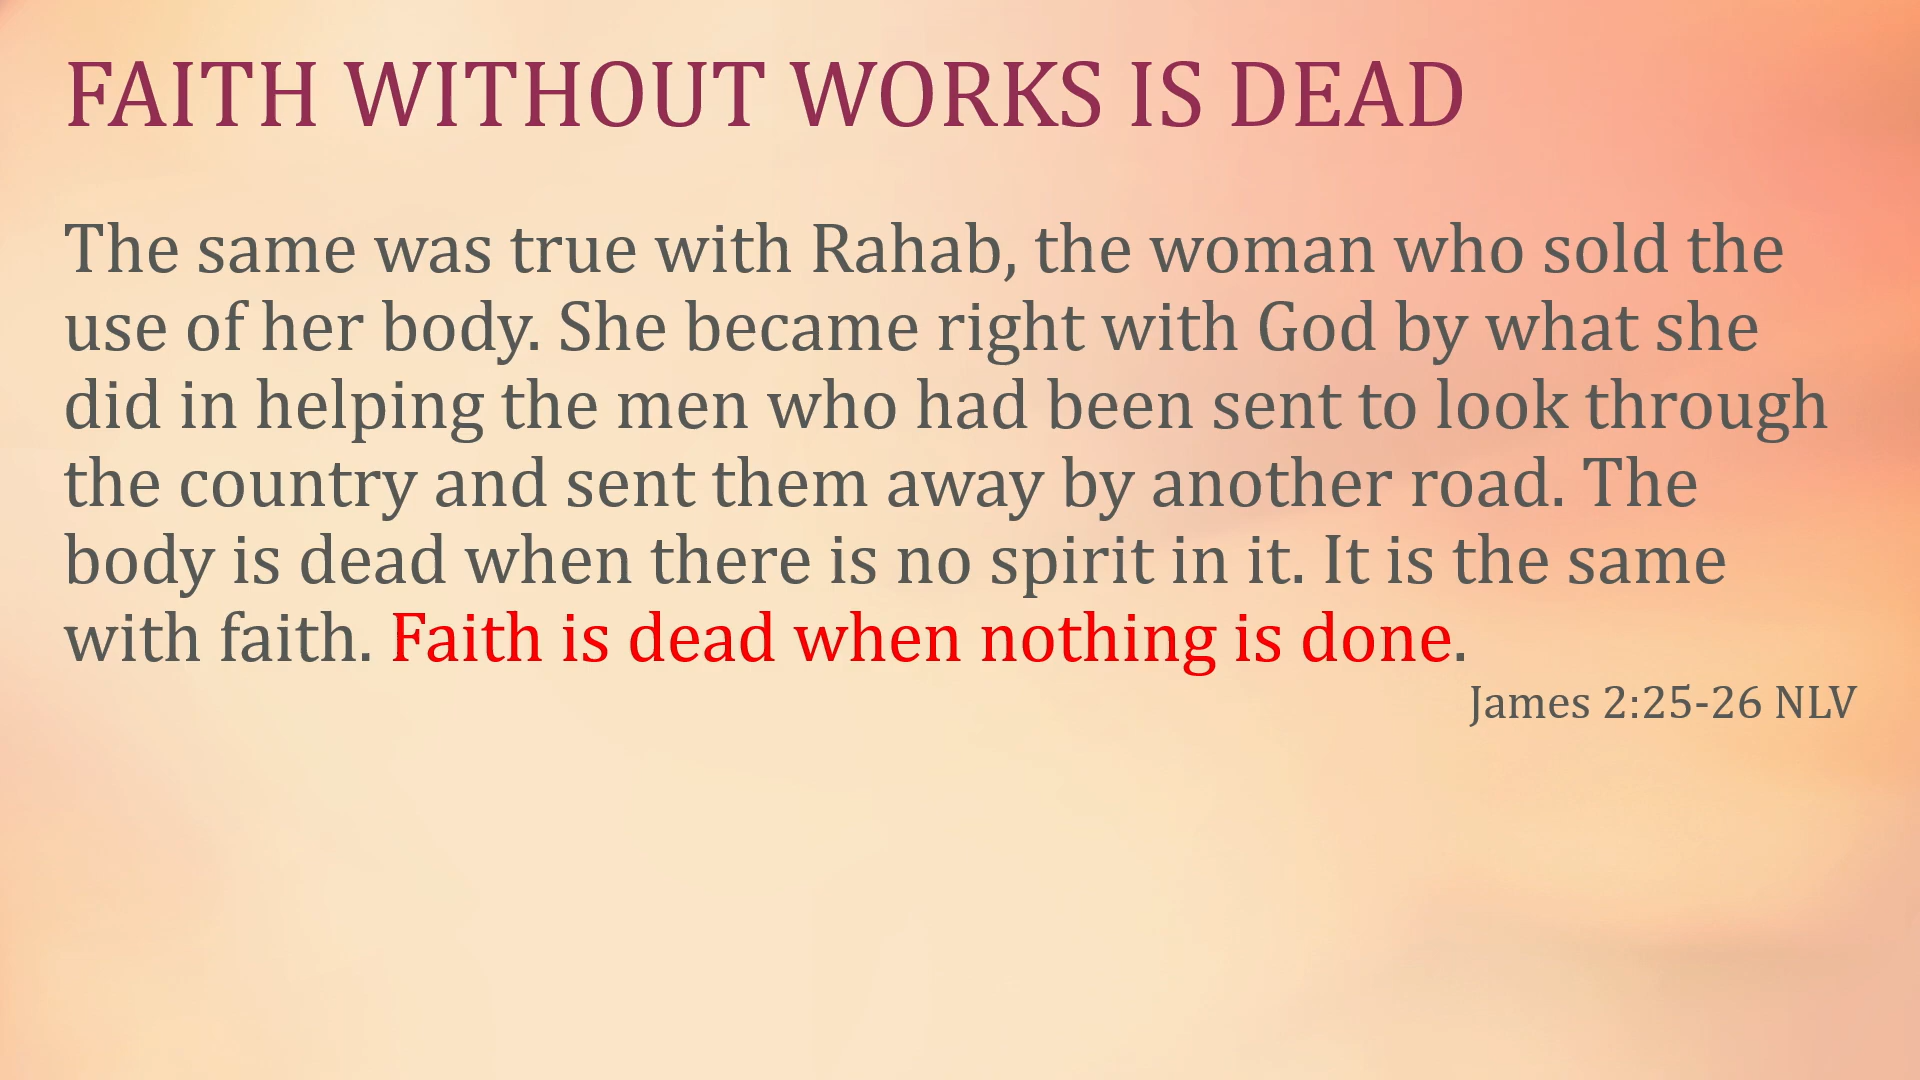 FAITH WITHOUT WORKS IS DEAD
The same was true with Rahab, the woman who sold the
use of her body. She became right with God by what she
did in helping the men who had been sent to look through
the country and sent them away by another road. The
body is dead when there is no spirit in it. It is the same
with faith. Faith is dead when nothing is done.
James 2:25-26 NLV